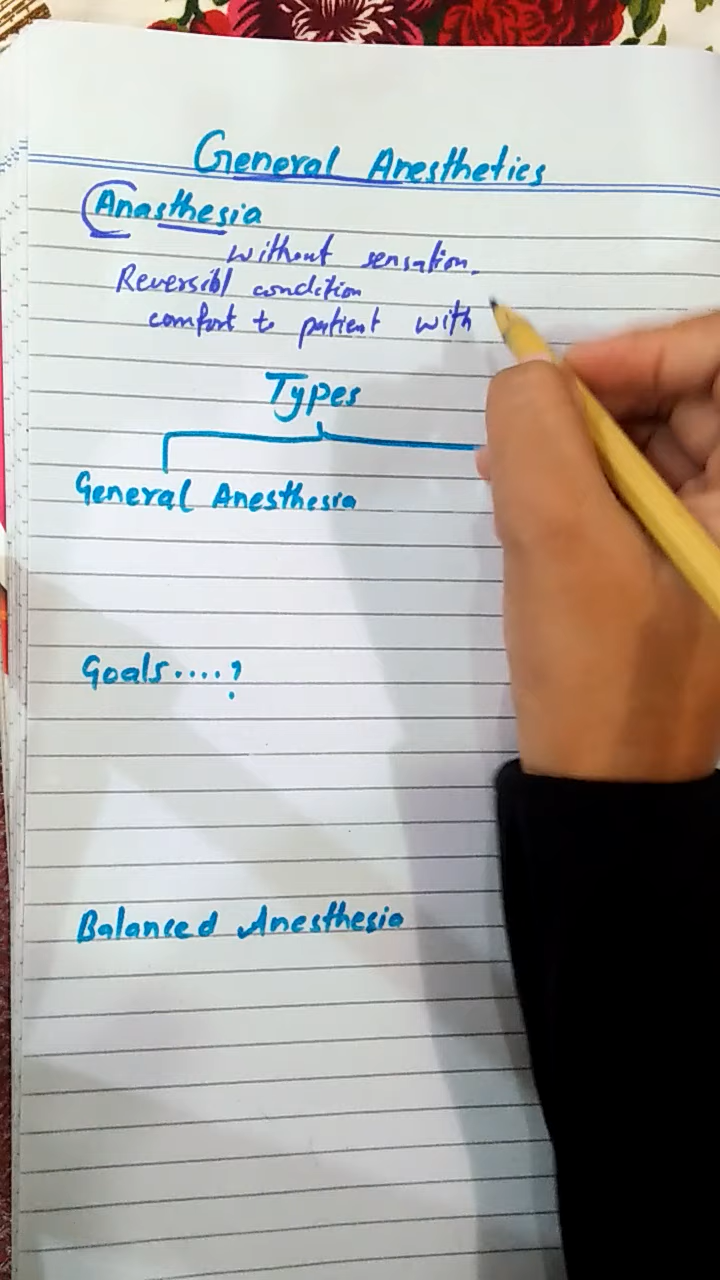 General Anesthetics
Anasthesia
without sensation.
Reversibl condition
comfort to patient with
Types
General Anesthesia
Goals....?
Balanced Anesthesia